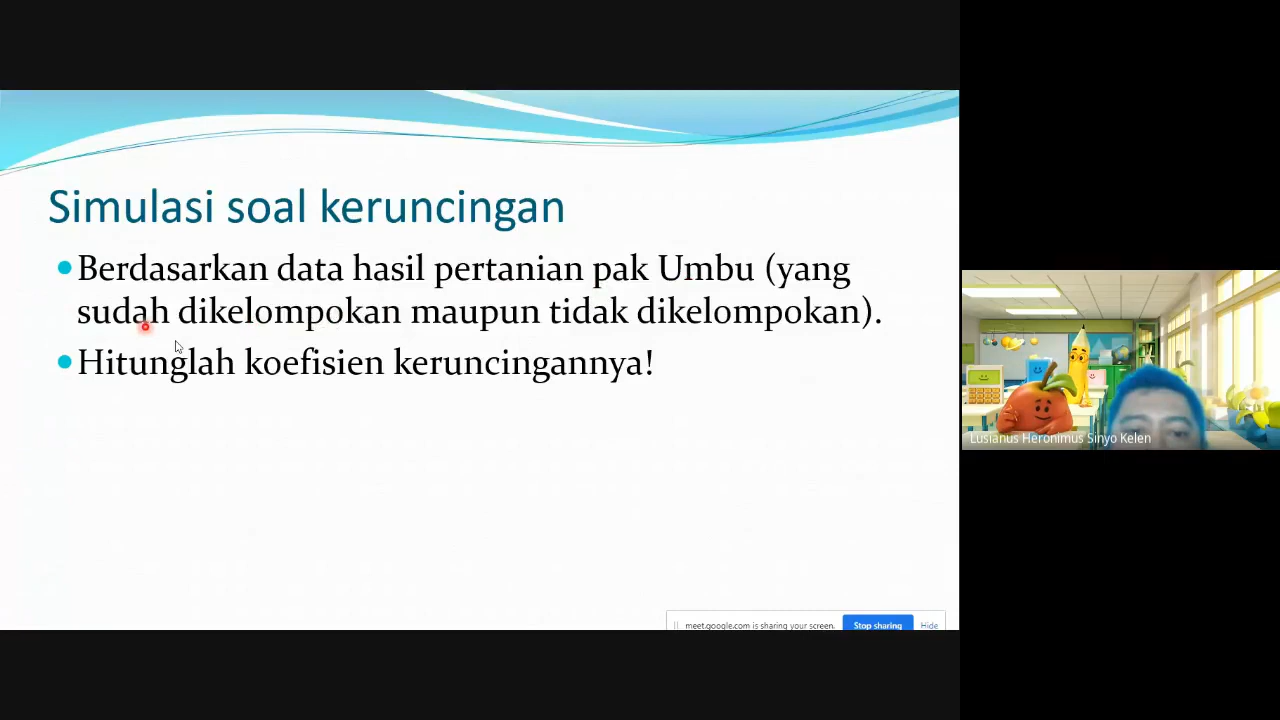 Simulasi soal keruncingan
Berdasarkan data hasil pertanian pak Umbu (yang
sudah dikelompokan maupun tidak dikelompokan).
Hitunglah koefisien keruncingannya!
Lusianus Heronimus Sinyo Kelen
meet.google.com is sharing your screen. Stop sharing Hide